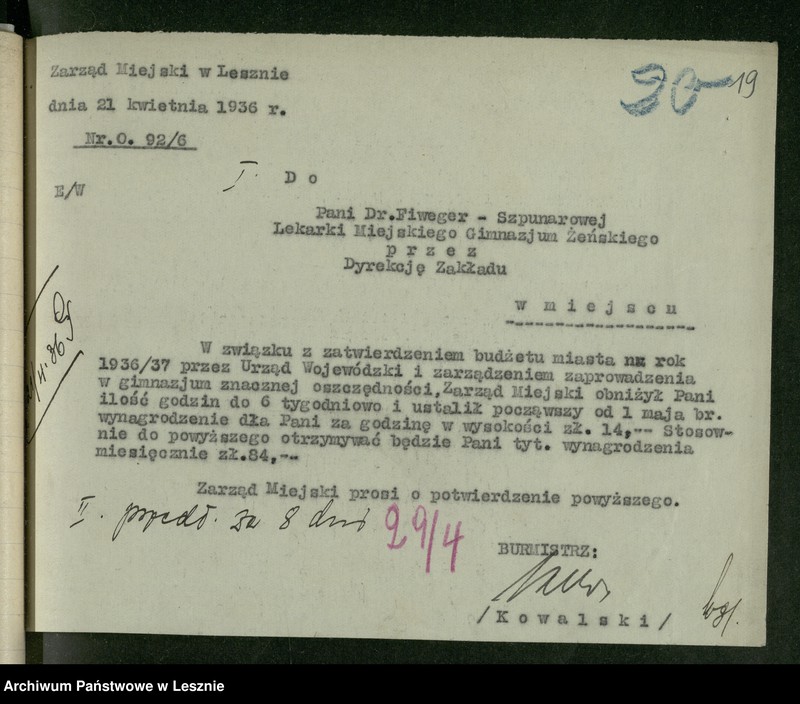 Zarząd Miejski w Lesznie
30 19
dnia 21 kwietnia 1936 r.
Nr.O. 92/6
E/W
I. D o
Pani Dr.Fiweger - Szpunarowej
Lekarki Miejskiego Gimnazjum Żeńskiego
p r z e z
Dyrekcję Zakładu
w m i e j s c u
W związku z zatwierdzeniem budżetu miasta na rok
1936/37 przez Urząd Wojewódzki i zarządzeniem zaprowadzenia
w gimnazjum znacznej oszczędności,Zarząd Miejski obniżył Pani
ilość godzin do 6 tygodniowo i ustalił począwszy od 1 maja br.
wynagrodzenie dła Pani za godzinę w wysokości zł. 14,-- Stosow-
nie do powyższego otrzymywać będzie Pani tyt. wynagrodzenia
miesięcznie zł.84,--
Zarząd Miejski prosi o potwierdzenie powyższego.
II. przedł. za 8 dni 29/4
BURMISTRZ:
/ K o w a l s k i /
Archiwum Państwowe w Lesznie